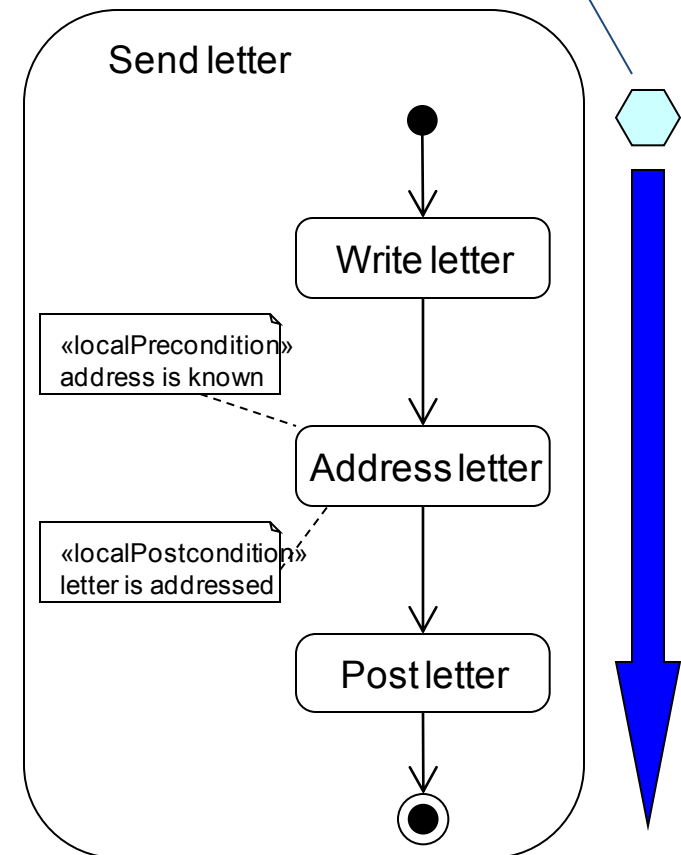 Send letter
Write letter
«localPrecondition»
address is known
Address letter
«localPostcondition»
letter is addressed
Post letter